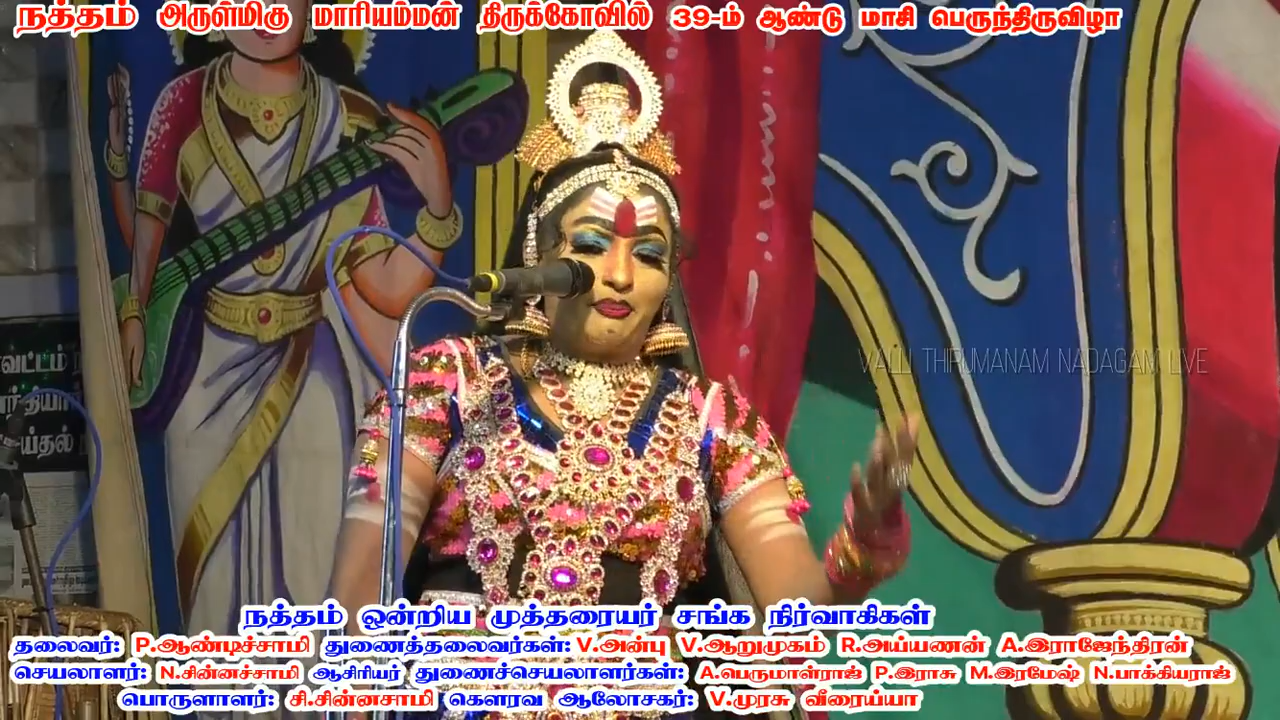 நத்தம் அருள்மிகு மாரியம்மன் திருக்கோவில் 39-ம் ஆண்டு மாசி பெருந்திருவிழா
VALLI THIRUMANAM NADAGAM LIVE
நத்தம் ஒன்றிய முத்தரையர் சங்க நிர்வாகிகள்
தலைவர்: P.ஆண்டிச்சாமி துணைத்தலைவர்கள்: V.அன்பு V.ஆறுமுகம் R.அய்யணன் A.இராஜேந்திரன்
செயலாளர்: N.சின்னச்சாமி ஆசிரியர் துணைச்செயலாளர்கள்: A.பெருமாள்ராஜ் P.இராசு M.இரமேஷ் N.பாக்கியராஜ்
பொருளாளர்: சி.சின்னசாமி கௌரவ ஆலோசகர்: V.முரசு வீரைய்யா